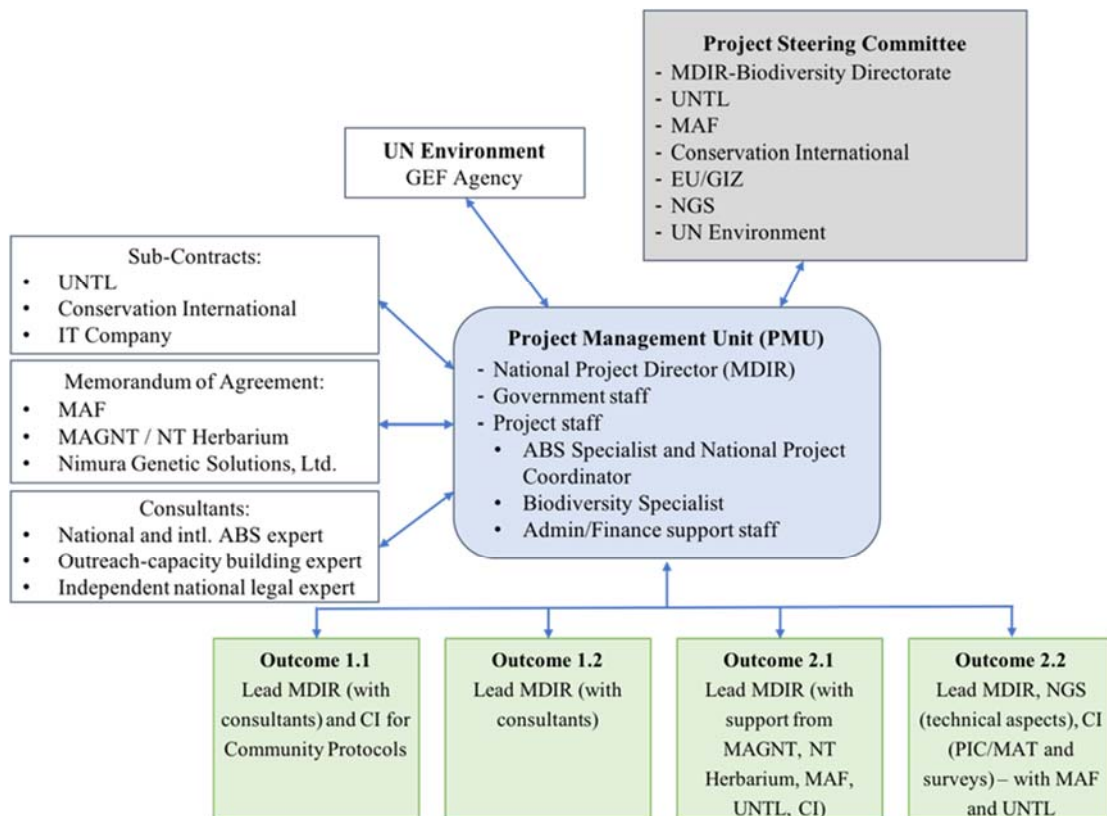 Project Steering Committee
- MDIR-Biodiversity Directorate
- UNTL
- MAF
- Conservation International
- EU/GIZ
- NGS
- UN Environment
UN Environment
GEF Agency
Sub-Contracts:
• UNTL
• Conservation International
• IT Company
Memorandum of Agreement:
• MAF
• MAGNT / NT Herbarium
• Nimura Genetic Solutions, Ltd.
Consultants:
• National and intl. ABS expert
• Outreach-capacity building expert
• Independent national legal expert
Project Management Unit (PMU)
- National Project Director (MDIR)
- Government staff
- Project staff
• ABS Specialist and National Project
Coordinator
• Biodiversity Specialist
• Admin/Finance support staff
Outcome 1.1
Lead MDIR (with
consultants) and CI for
Community Protocols
Outcome 1.2
Lead MDIR (with
consultants)
Outcome 2.1
Lead MDIR (with
support from
MAGNT, NT
Herbarium, MAF,
UNTL, CI)
Outcome 2.2
Lead MDIR, NGS
(technical aspects), CI
(PIC/MAT and
surveys) – with MAF
and UNTL